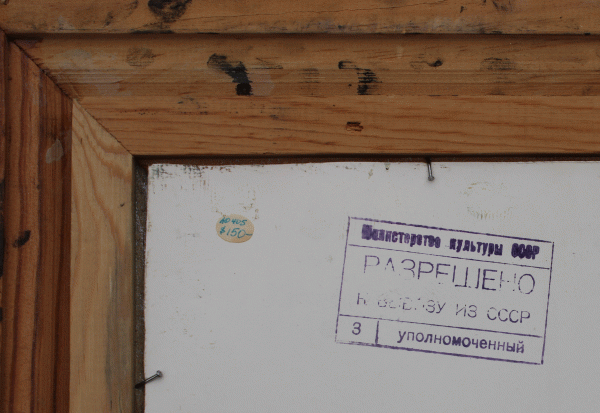 $150-
Министерство культуры СССР
РАЗРЕШЕНО
К ВЫВОЗУ ИЗ СССР
3 уполномоченный